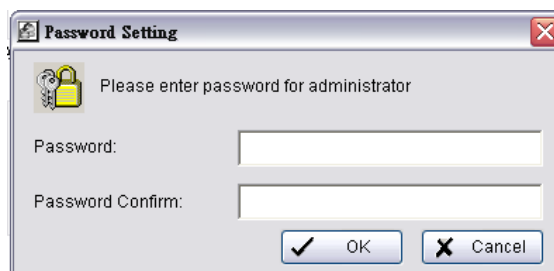 Password Setting
Please enter password for administrator
Password:
Password Confirm:
OK Cancel